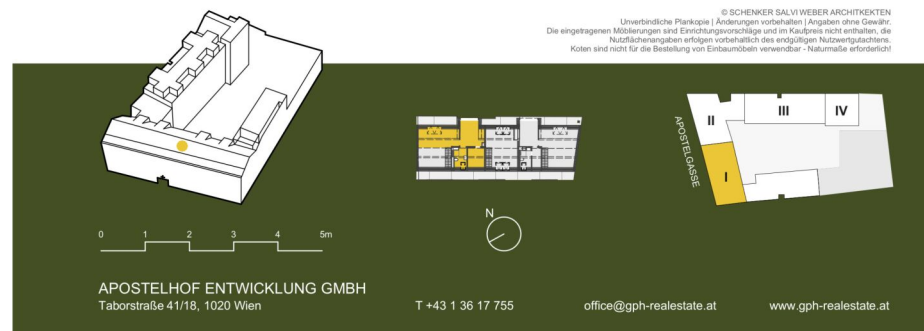 © SCHENKER SALVI WEBER ARCHITKEKTEN
Unverbindliche Plankopie | Änderungen vorbehalten | Angaben ohne Gewähr.
Die eingetragenen Möblierungen sind Einrichtungsvorschläge und im Kaufpreis nicht enthalten, die
Nutzflächenangaben erfolgen vorbehaltlich des endgültigen Nutzwertgutachtens.
Koten sind nicht für die Bestellung von Einbaumöbeln verwendbar - Naturmaße erforderlich!
II
III
IV
APOSTELGASSE
I
N
0 1 2 3 4 5m
APOSTELHOF ENTWICKLUNG GMBH
Taborstraße 41/18, 1020 Wien
T +43 1 36 17 755
office@gph-realestate.at
www.gph-realestate.at